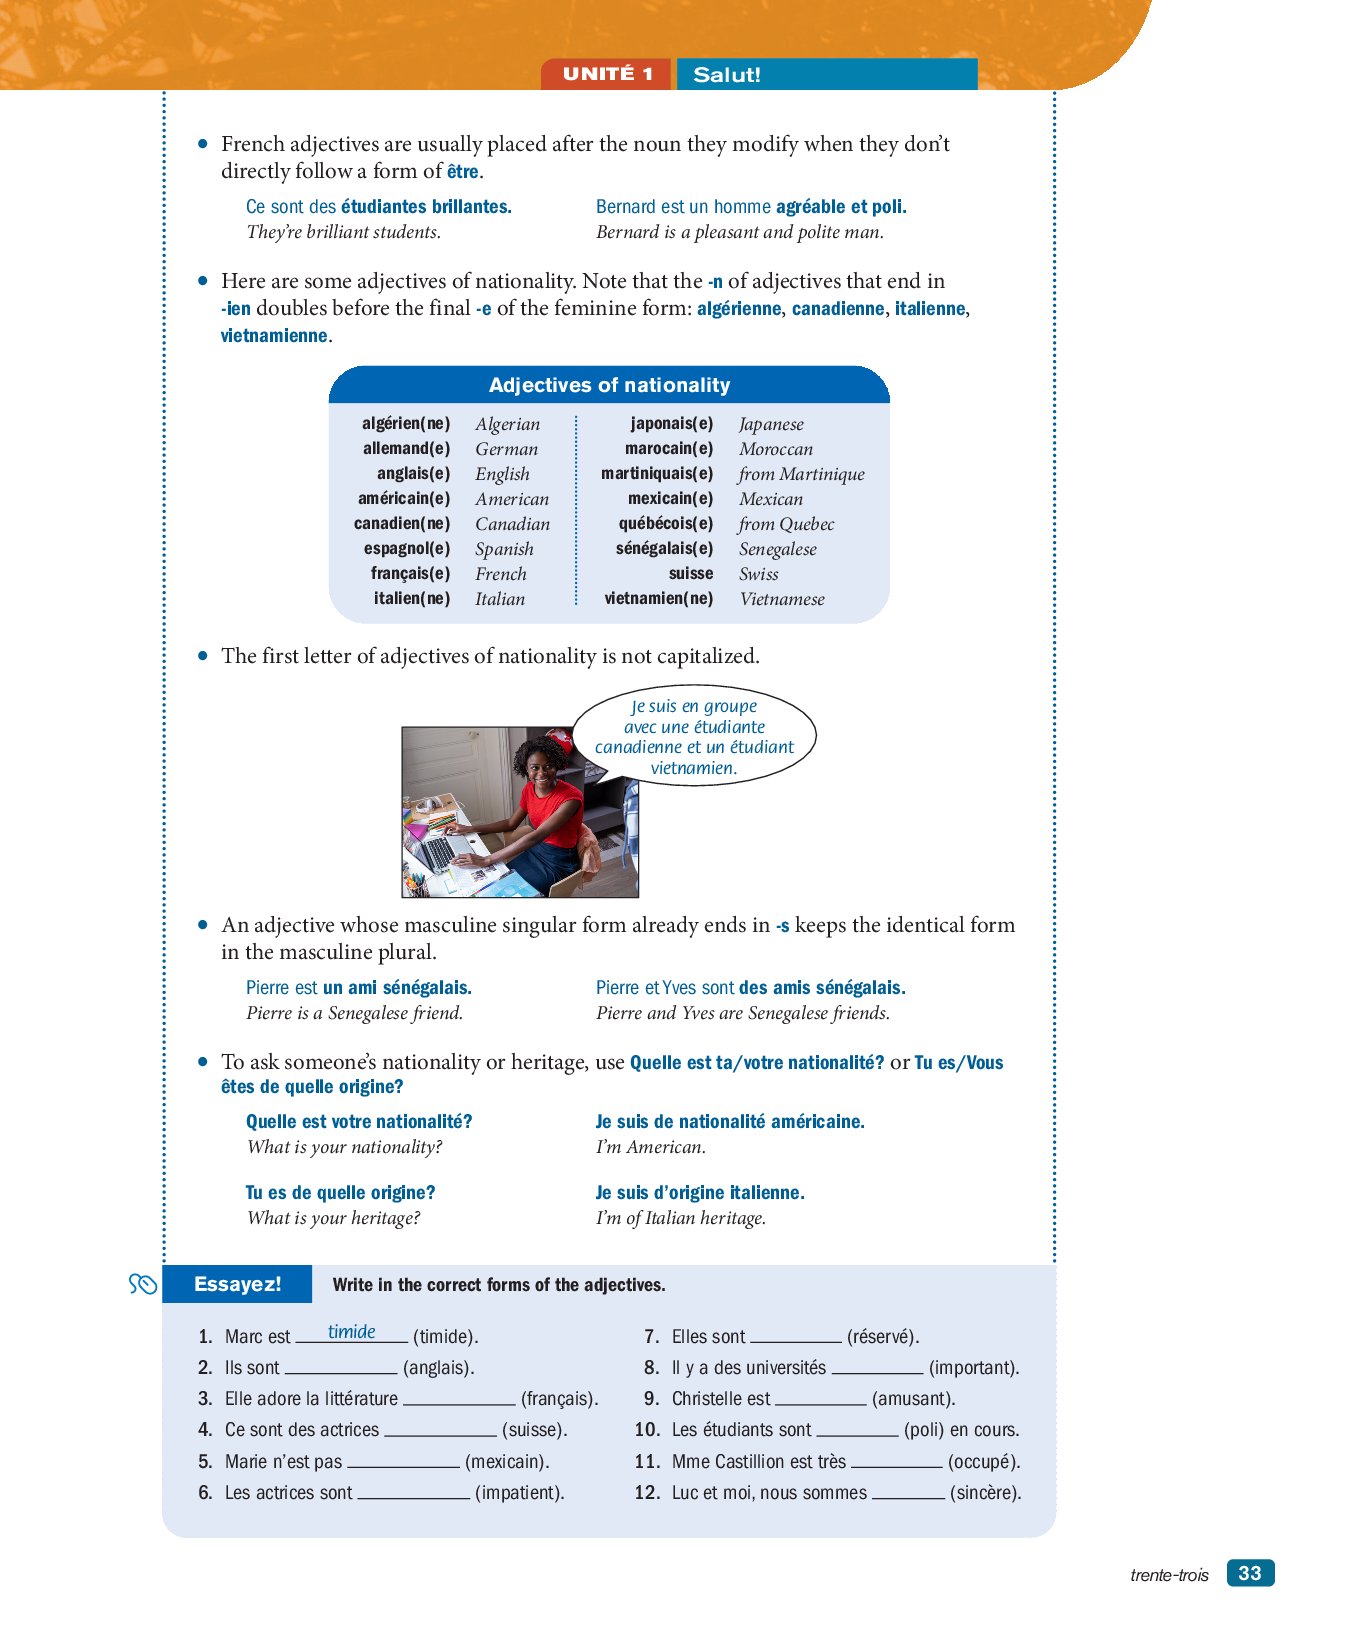 UNITÉ 1 Salut!
• French adjectives are usually placed after the noun they modify when they don’t
directly follow a form of être.
Ce sont des étudiantes brillantes. Bernard est un homme agréable et poli.
They’re brilliant students. Bernard is a pleasant and polite man.
• Here are some adjectives of nationality. Note that the -n of adjectives that end in
-ien doubles before the final -e of the feminine form: algérienne, canadienne, italienne,
vietnamienne.
Adjectives of nationality
algérien(ne) Algerian japonais(e) Japanese
allemand(e) German marocain(e) Moroccan
anglais(e) English martiniquais(e) from Martinique
américain(e) American mexicain(e) Mexican
canadien(ne) Canadian québécois(e) from Quebec
espagnol(e) Spanish sénégalais(e) Senegalese
français(e) French suisse Swiss
italien(ne) Italian vietnamien(ne) Vietnamese
• The first letter of adjectives of nationality is not capitalized.
Je suis en groupe
avec une étudiante
canadienne et un étudiant
vietnamien.
• An adjective whose masculine singular form already ends in -s keeps the identical form
in the masculine plural.
Pierre est un ami sénégalais. Pierre et Yves sont des amis sénégalais.
Pierre is a Senegalese friend. Pierre and Yves are Senegalese friends.
• To ask someone’s nationality or heritage, use Quelle est ta/votre nationalité? or Tu es/Vous
êtes de quelle origine?
Quelle est votre nationalité? Je suis de nationalité américaine.
What is your nationality? I’m American.
Tu es de quelle origine? Je suis d’origine italienne.
What is your heritage? I’m of Italian heritage.
Essayez! Write in the correct forms of the adjectives.
1. Marc est timide (timide).
2. Ils sont ____________ (anglais).
3. Elle adore la littérature ____________ (français).
4. Ce sont des actrices ____________ (suisse).
5. Marie n’est pas ____________ (mexicain).
6. Les actrices sont ____________ (impatient).
7. Elles sont __________ (réservé).
8. Il y a des universités __________ (important).
9. Christelle est __________ (amusant).
10. Les étudiants sont _________ (poli) en cours.
11. Mme Castillion est très __________ (occupé).
12. Luc et moi, nous sommes ________ (sincère).
trente-trois 33